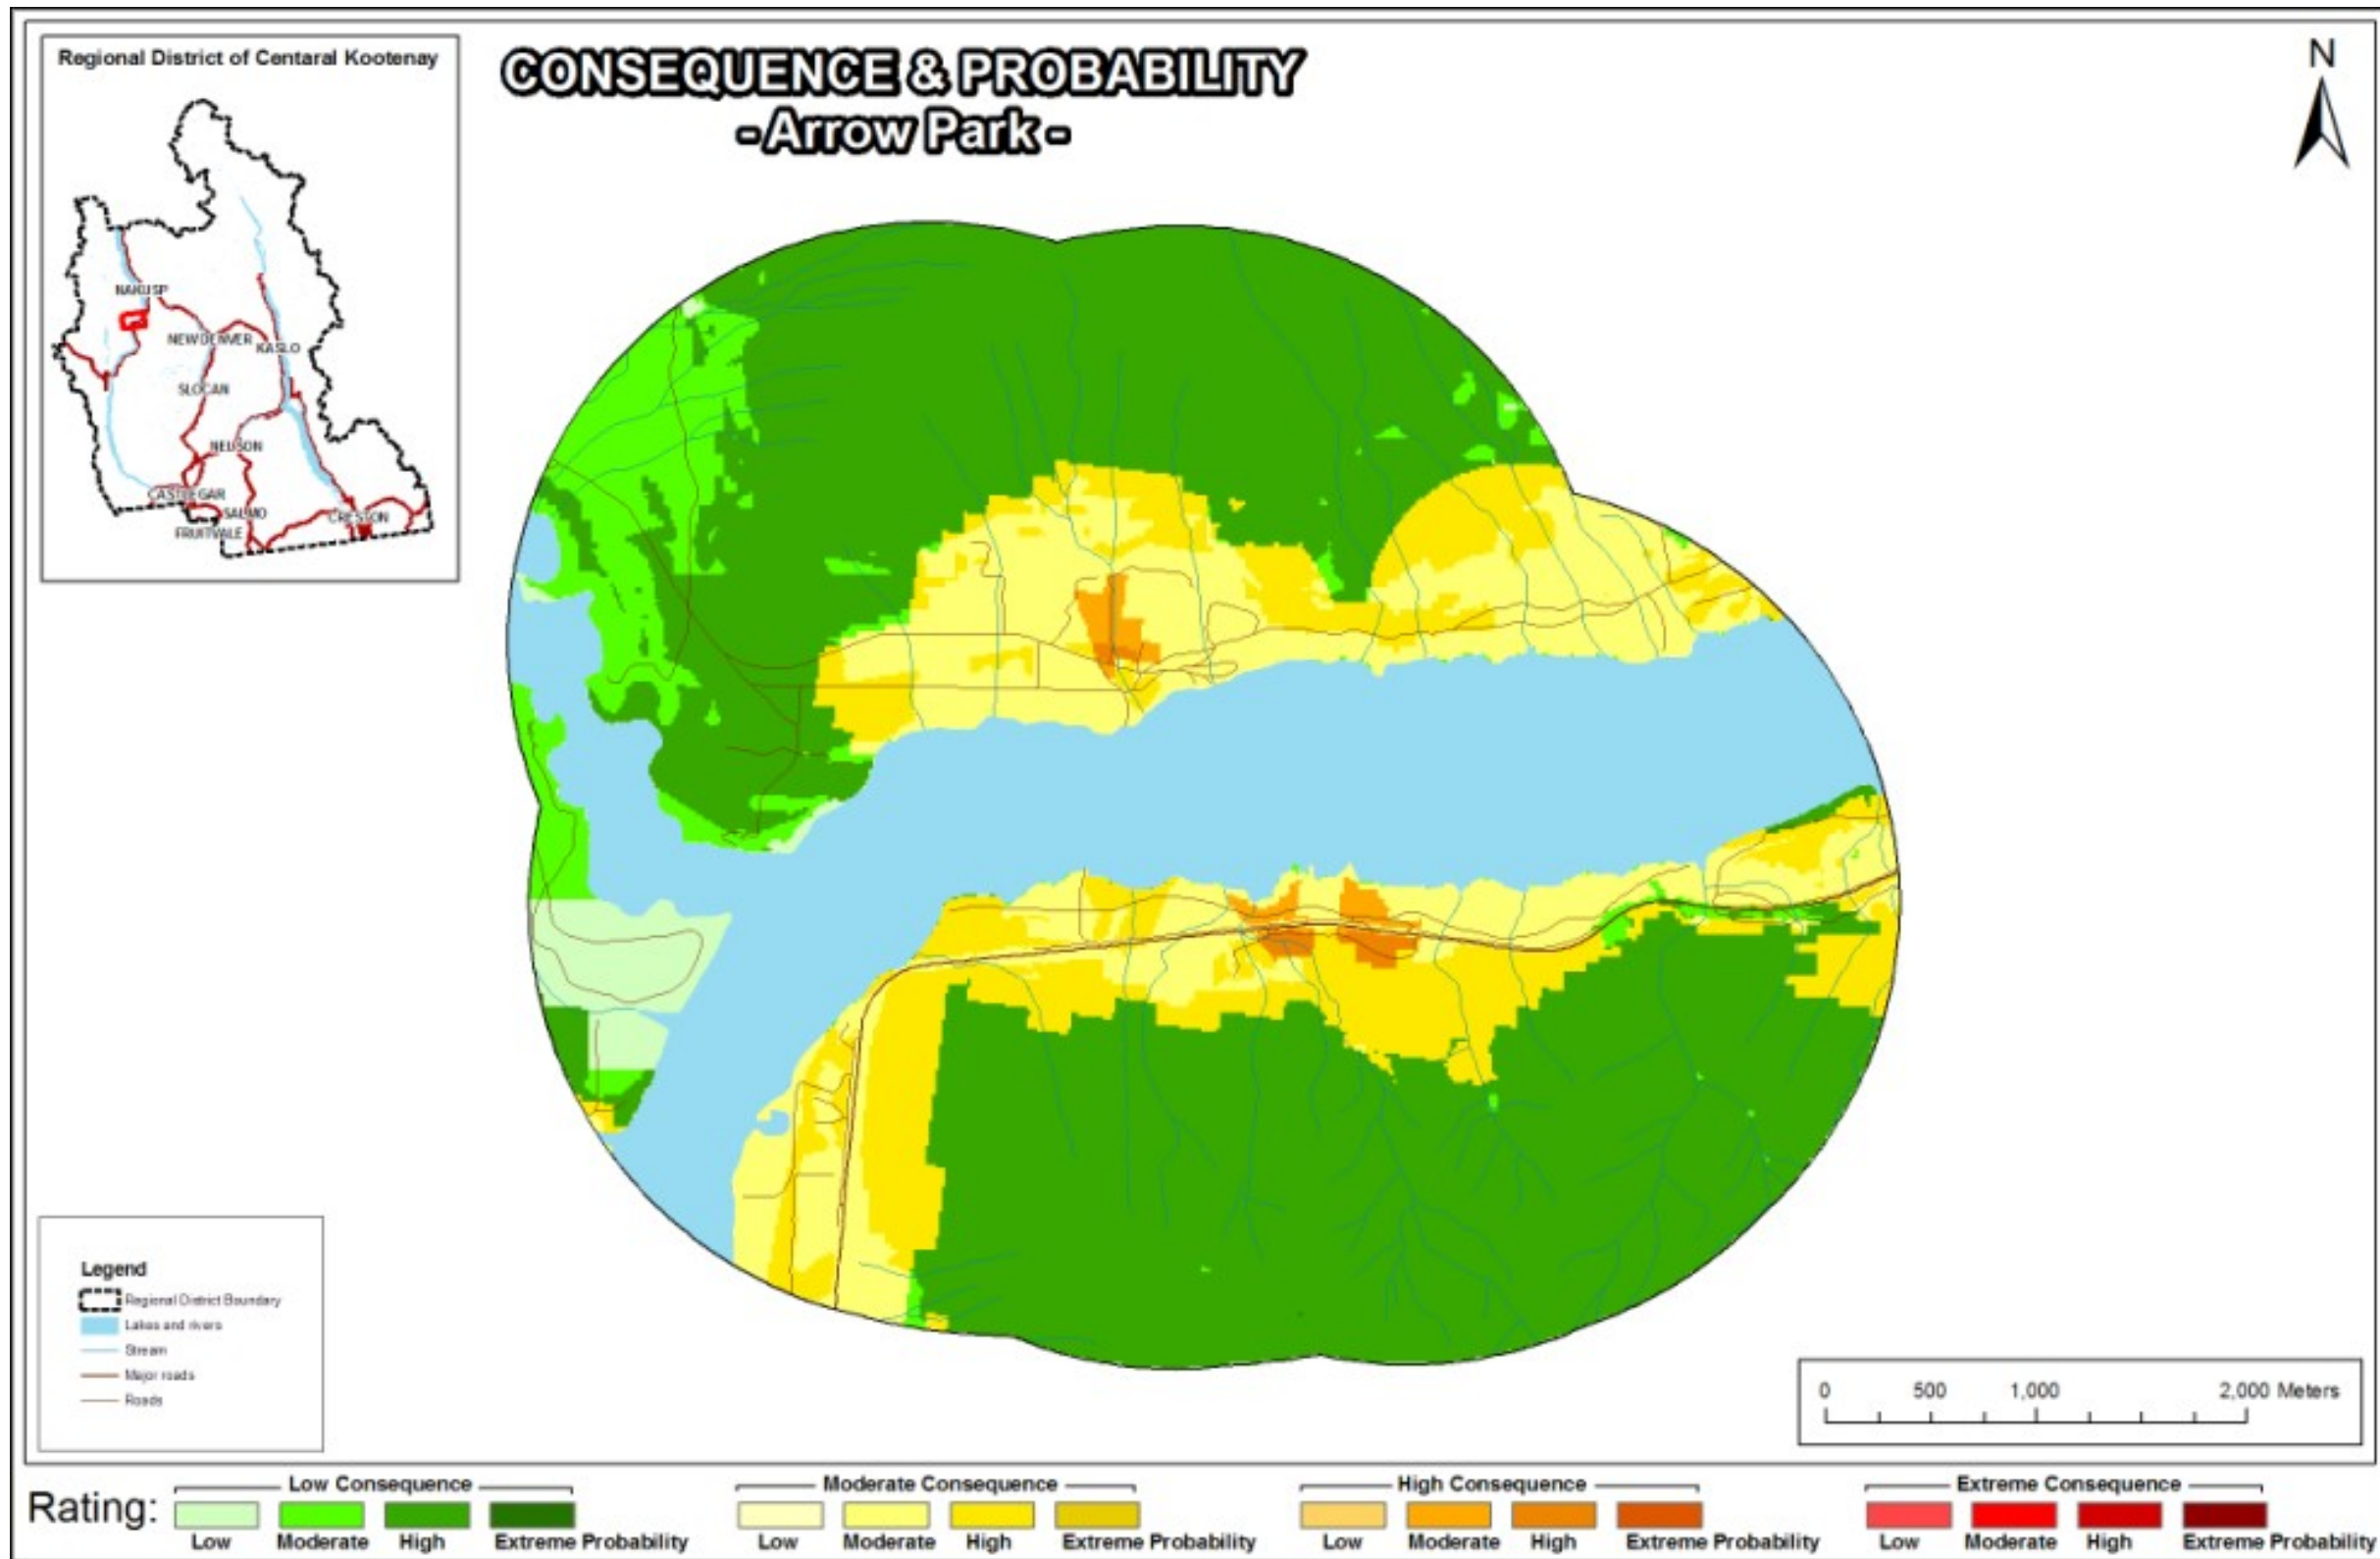 Regional District of Centaral Kootenay
NAKUSP
NEW DENVER
KASLO
SLOCAN
NELSON
CASTLEGAR
SALMO
CRESTON
FRUITVALE
CONSEQUENCE & PROBABILITY
- Arrow Park -
N
Legend
Regional District Boundary
Lakes and rivers
Stream
Major roads
Roads
0 500 1,000 2,000 Meters
Rating:
Low Consequence
Low Moderate High Extreme Probability
Moderate Consequence
Low Moderate High Extreme Probability
High Consequence
Low Moderate High Extreme Probability
Extreme Consequence
Low Moderate High Extreme Probability